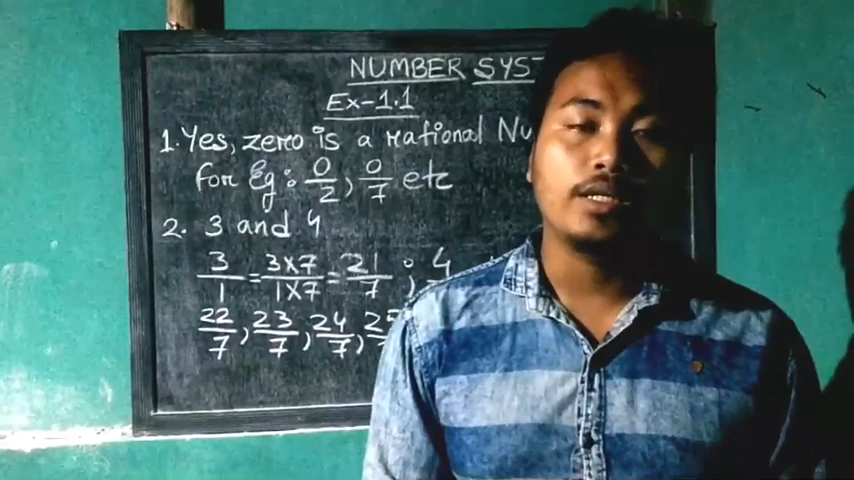 NUMBER SYST
Ex-1.1
1. Yes, zero is a rational Nu
for Eg: 0/2, 0/7 etc
2. 3 and 4
3/1 = 3x7/1x7 = 21/7 ; 4
22/7, 23/7, 24/7, 25